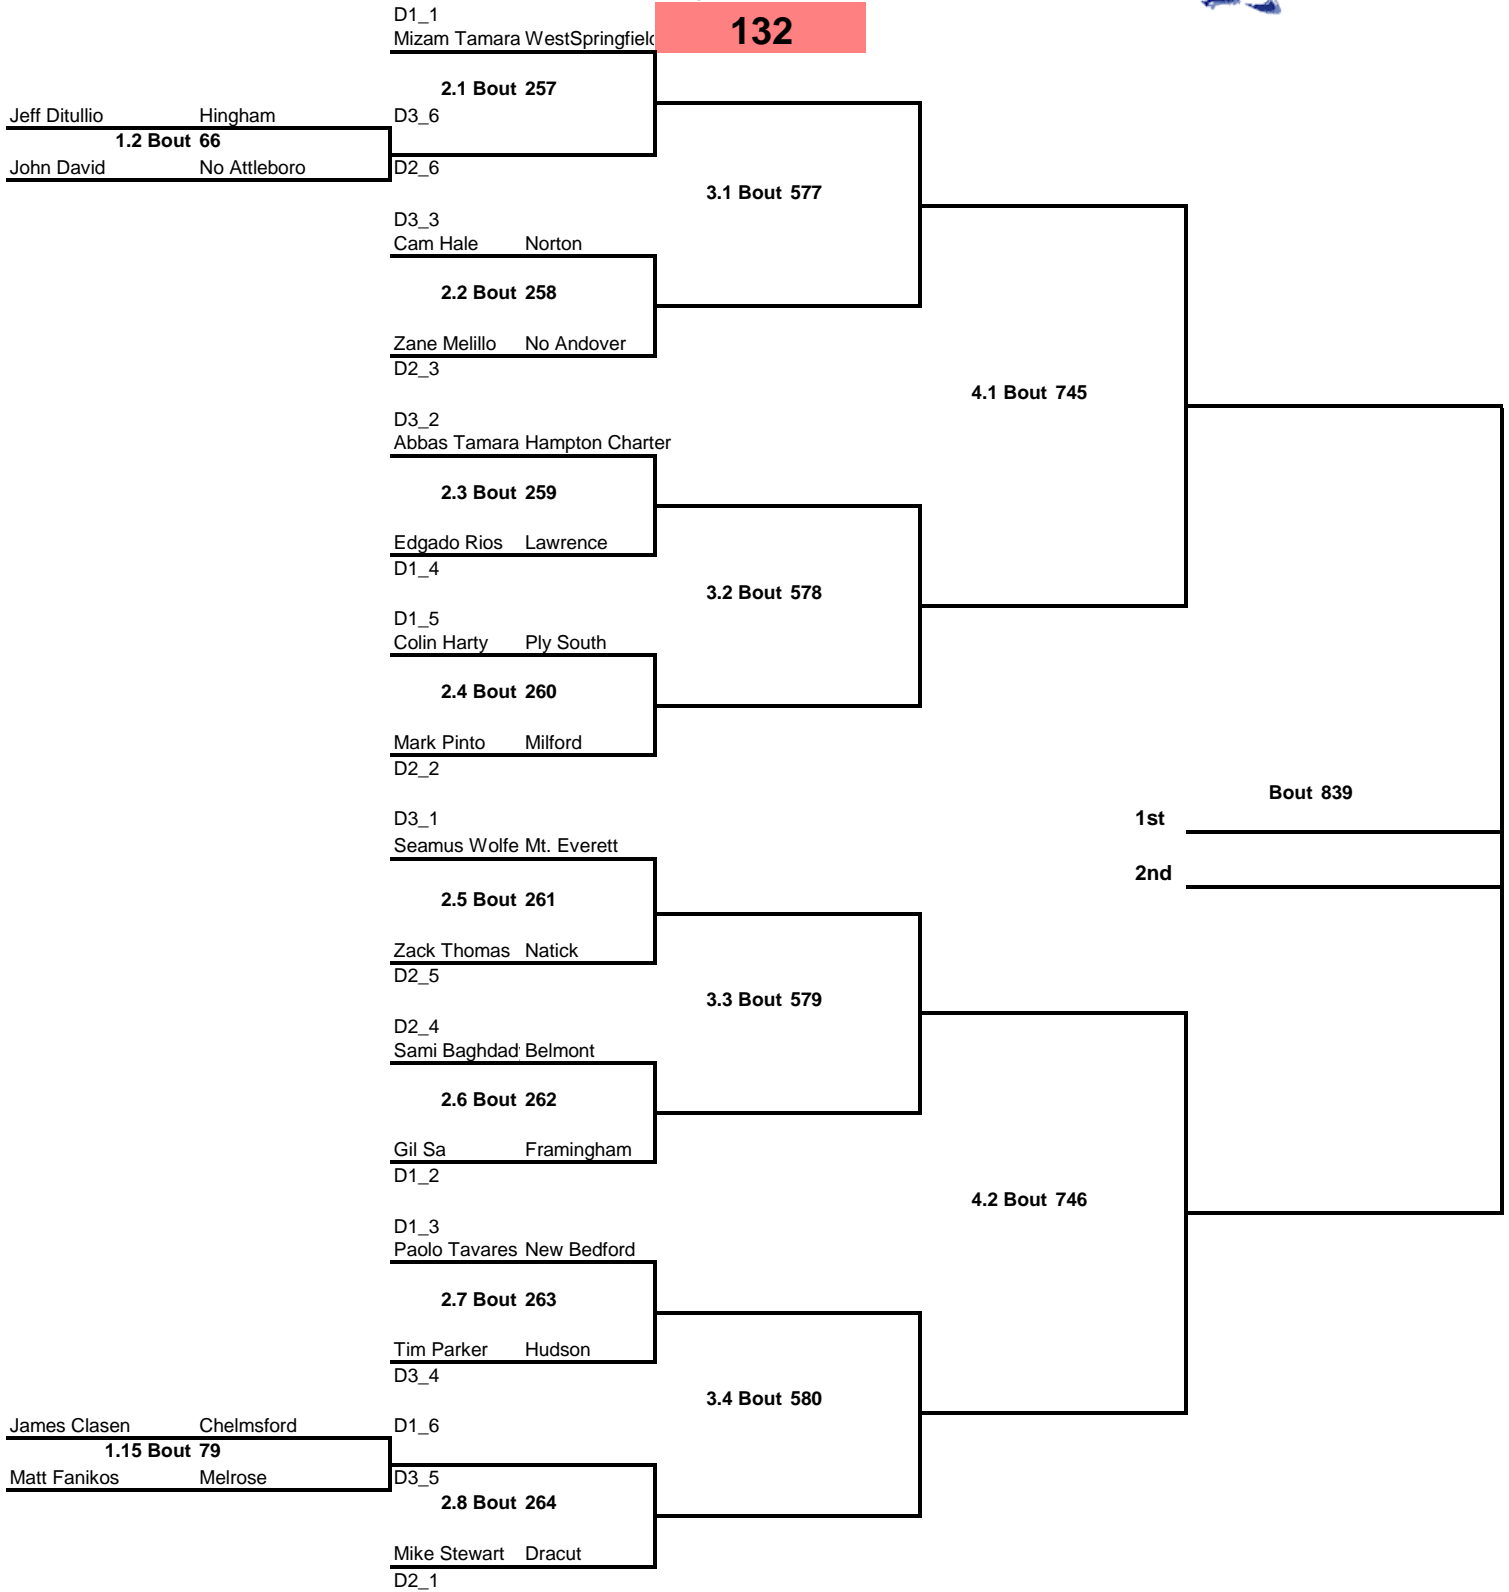 D1_1
132
Mizam Tamara WestSpringfield
2.1 Bout 257
Jeff Ditullio Hingham D3_6
1.2 Bout 66
John David No Attleboro D2_6
3.1 Bout 577
D3_3
Cam Hale Norton
2.2 Bout 258
Zane Melillo No Andover
D2_3
4.1 Bout 745
D3_2
Abbas Tamara Hampton Charter
2.3 Bout 259
Edgado Rios Lawrence
D1_4
3.2 Bout 578
D1_5
Colin Harty Ply South
2.4 Bout 260
Mark Pinto Milford
D2_2
Bout 839
D3_1 1st
Seamus Wolfe Mt. Everett
2nd
2.5 Bout 261
Zack Thomas Natick
D2_5
3.3 Bout 579
D2_4
Sami Baghdady Belmont
2.6 Bout 262
Gil Sa Framingham
D1_2
4.2 Bout 746
D1_3
Paolo Tavares New Bedford
2.7 Bout 263
Tim Parker Hudson
D3_4
3.4 Bout 580
James Clasen Chelmsford D1_6
1.15 Bout 79
Matt Fanikos Melrose D3_5
2.8 Bout 264
Mike Stewart Dracut
D2_1